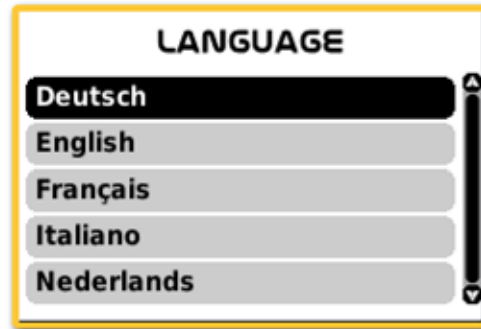 LANGUAGE
Deutsch
English
Français
Italiano
Nederlands